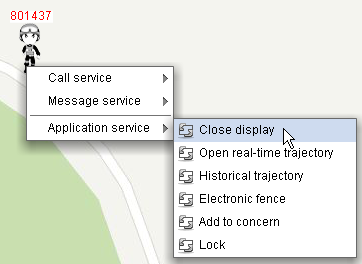 801437
Call service
Message service
Application service
Close display
Open real-time trajectory
Historical trajectory
Electronic fence
Add to concern
Lock